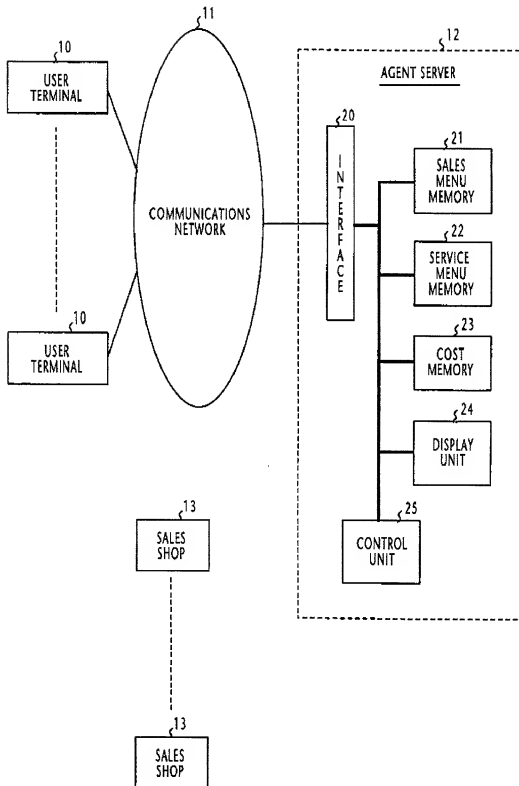 11
10
USER
TERMINAL
COMMUNICATIONS
NETWORK
10
USER
TERMINAL
12
AGENT SERVER
20
INTERFACE
21
SALES
MENU
MEMORY
22
SERVICE
MENU
MEMORY
23
COST
MEMORY
24
DISPLAY
UNIT
25
CONTROL
UNIT
13
SALES
SHOP
13
SALES
SHOP